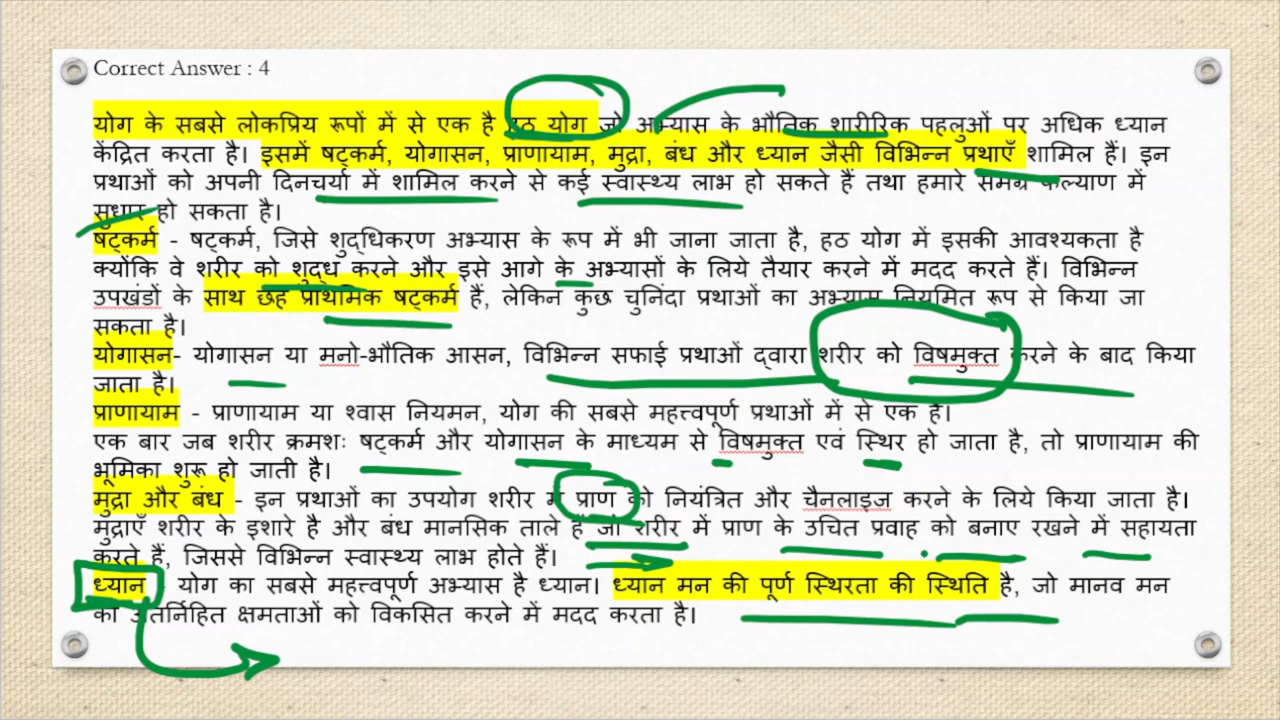 Correct Answer : 4
योग के सबसे लोकप्रिय रूपों में से एक है हठ योग जो अभ्यास के भौतिक शारीरिक पहलुओं पर अधिक ध्यान
केंद्रित करता है। इसमें षट्कर्म, योगासन, प्राणायाम, मुद्रा, बंध और ध्यान जैसी विभिन्न प्रथाएँ शामिल हैं। इन
प्रथाओं को अपनी दिनचर्या में शामिल करने से कई स्वास्थ्य लाभ हो सकते हैं तथा हमारे समग्र कल्याण में
सुधार हो सकता है।
षट्कर्म - षट्कर्म, जिसे शुद्धिकरण अभ्यास के रूप में भी जाना जाता है, हठ योग में इसकी आवश्यकता है
क्योंकि वे शरीर को शुद्ध करने और इसे आगे के अभ्यासों के लिये तैयार करने में मदद करते हैं। विभिन्न
उपखंडों के साथ छह प्राथमिक षट्कर्म हैं, लेकिन कुछ चुनिंदा प्रथाओं का अभ्यास नियमित रूप से किया जा
सकता है।
योगासन- योगासन या मनो-भौतिक आसन, विभिन्न सफाई प्रथाओं द्वारा शरीर को विषमुक्त करने के बाद किया
जाता है।
प्राणायाम - प्राणायाम या श्वास नियमन, योग की सबसे महत्त्वपूर्ण प्रथाओं में से एक है।
एक बार जब शरीर क्रमशः षट्कर्म और योगासन के माध्यम से विषमुक्त एवं स्थिर हो जाता है, तो प्राणायाम की
भूमिका शुरू हो जाती है।
मुद्रा और बंध - इन प्रथाओं का उपयोग शरीर में प्राण को नियंत्रित और चैनलाइज़ करने के लिये किया जाता है।
मुद्राएँ शरीर के इशारे है और बंध मानसिक ताले हैं जो शरीर में प्राण के उचित प्रवाह को बनाए रखने में सहायता
करते हैं, जिससे विभिन्न स्वास्थ्य लाभ होते हैं।
ध्यान योग का सबसे महत्त्वपूर्ण अभ्यास है ध्यान। ध्यान मन की पूर्ण स्थिरता की स्थिति है, जो मानव मन
की अंतर्निहित क्षमताओं को विकसित करने में मदद करता है।